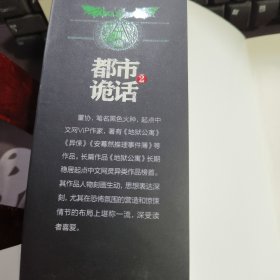 都市
诡话2
董协，笔名黑色火种，起点中
文网VIP作家，著有《地狱公寓》
《异侠》《安幕然推理事件簿》等
作品，长篇作品《地狱公寓》长期
稳居起点中文网灵异类作品榜首。
其作品人物刻画生动，思想表达深
刻，尤其在恐怖氛围的营造和惊悚
情节的布局上堪称一流，深受读
者喜爱。